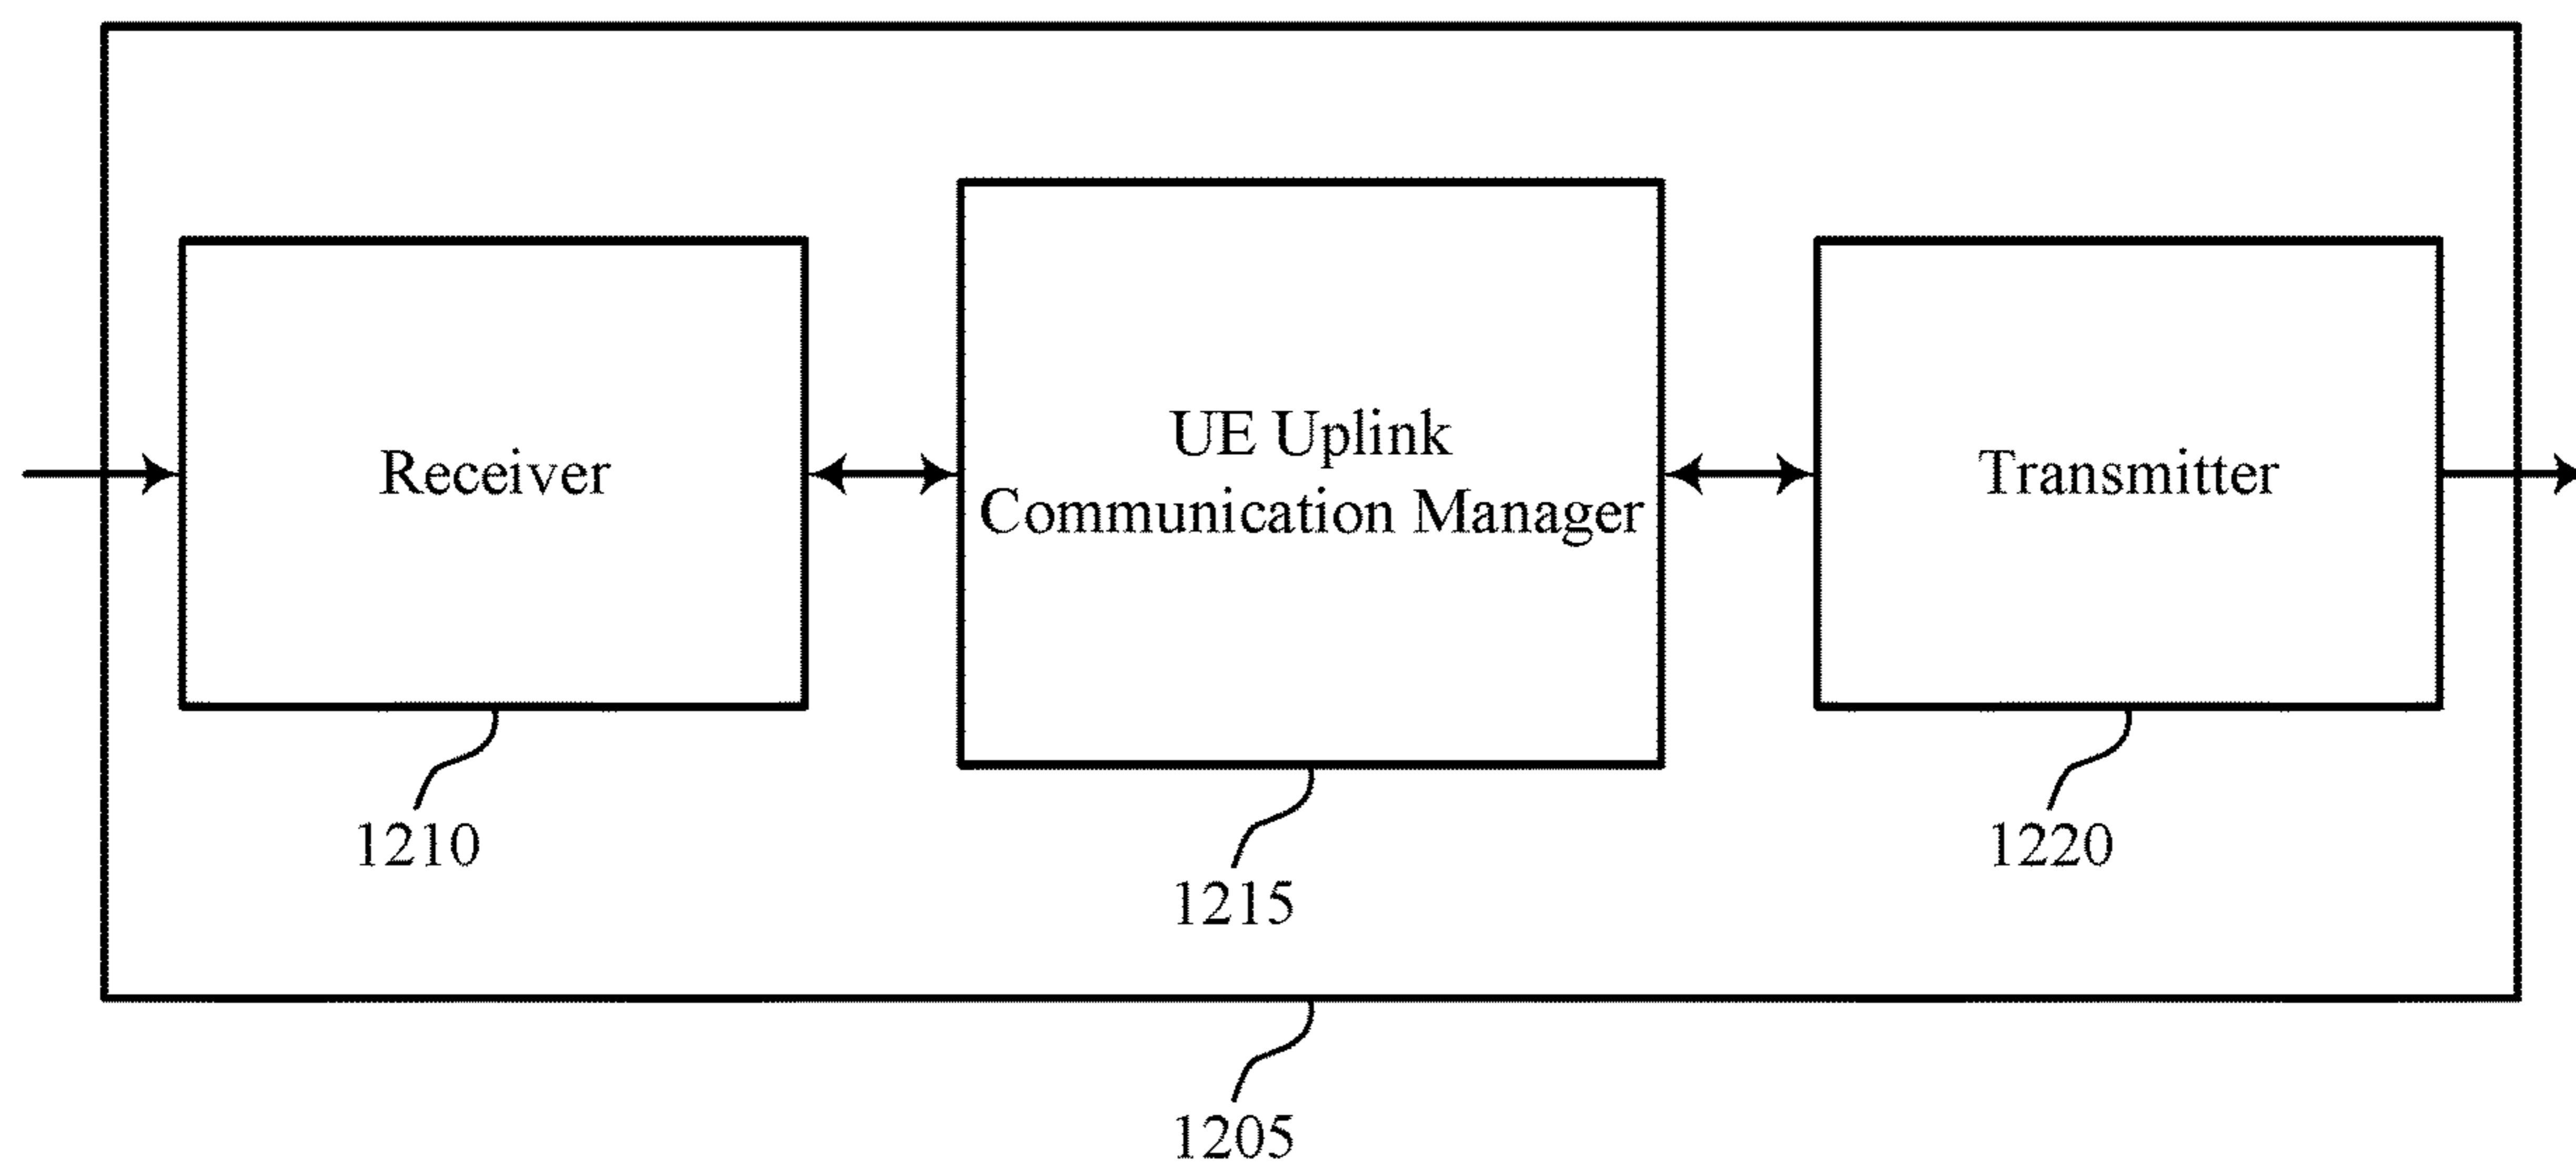 UE Uplink
Communication Manager
Receiver
Transmitter
1210
1220
1215
1205